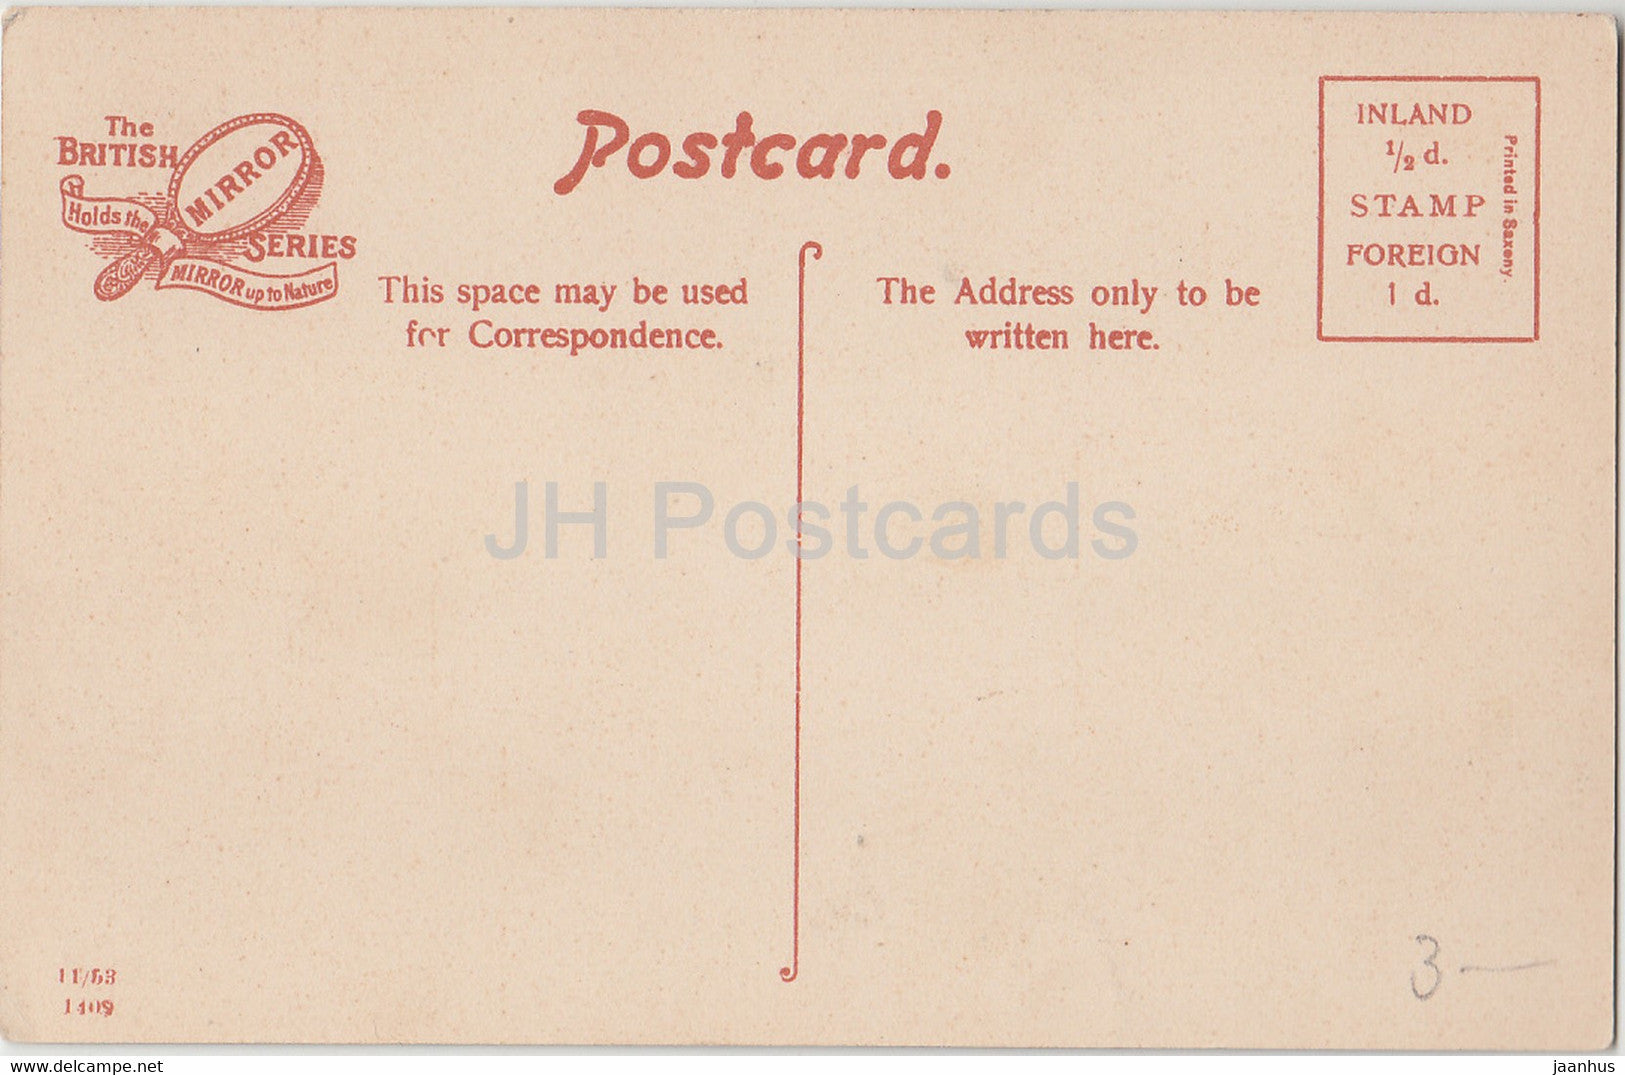 The
BRITISH
MIRROR
SERIES
Holds the
MIRROR up to Nature
Postcard.
This space may be used
for Correspondence.
The Address only to be
written here.
INLAND
1/2 d.
STAMP
FOREIGN
1 d.
Printed in Saxony.
JH Postcards
11/53
1409
3 —
www.delcampe.net
jaanhus